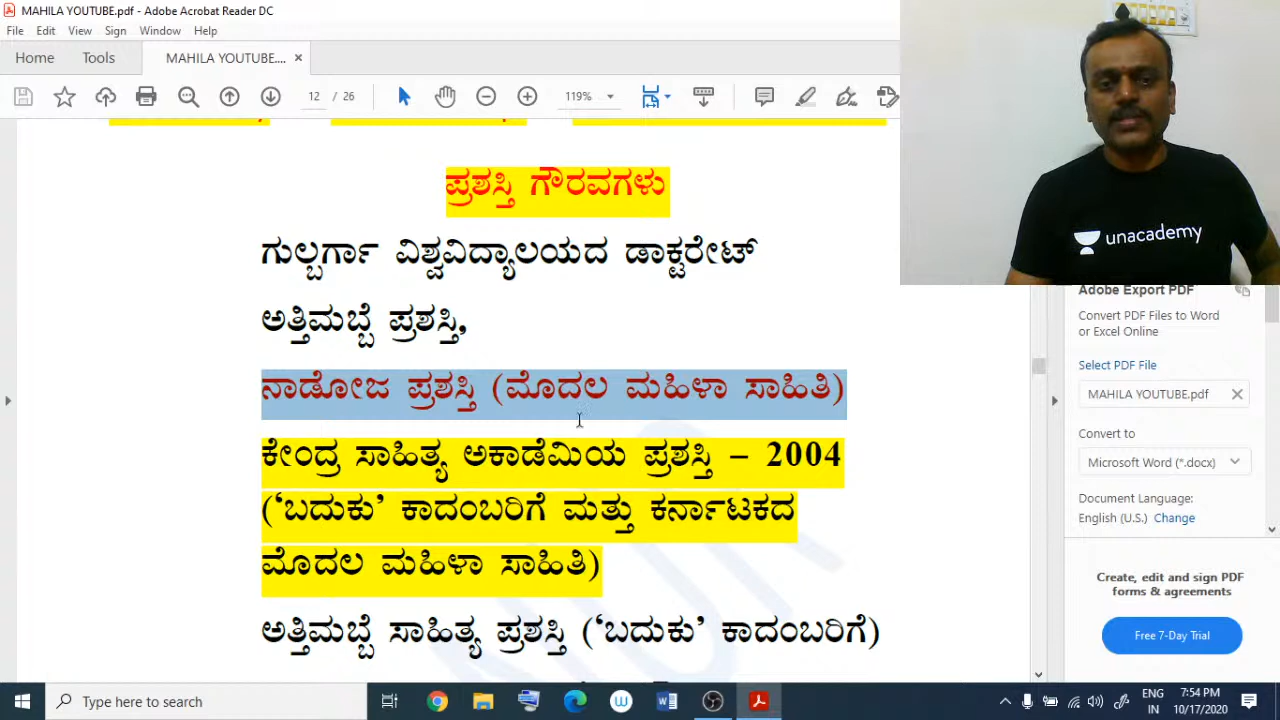 MAHILA YOUTUBE.pdf - Adobe Acrobat Reader DC
File Edit View Sign Window Help
Home Tools MAHILA YOUTUBE.... ×
12 / 26 119%
ಪ್ರಶಸ್ತಿ ಗೌರವಗಳು
ಗುಲ್ಬರ್ಗಾ ವಿಶ್ವವಿದ್ಯಾಲಯದ ಡಾಕ್ಟರೇಟ್
ಅತ್ತಿಮಬ್ಬೆ ಪ್ರಶಸ್ತಿ,
ನಾಡೋಜ ಪ್ರಶಸ್ತಿ (ಮೊದಲ ಮಹಿಳಾ ಸಾಹಿತಿ)
ಕೇಂದ್ರ ಸಾಹಿತ್ಯ ಅಕಾಡೆಮಿಯ ಪ್ರಶಸ್ತಿ – 2004
(‘ಬದುಕು’ ಕಾದಂಬರಿಗೆ ಮತ್ತು ಕರ್ನಾಟಕದ
ಮೊದಲ ಮಹಿಳಾ ಸಾಹಿತಿ)
ಅತ್ತಿಮಬ್ಬೆ ಸಾಹಿತ್ಯ ಪ್ರಶಸ್ತಿ (‘ಬದುಕು’ ಕಾದಂಬರಿಗೆ)
unacademy
Adobe Export PDF
Convert PDF Files to Word
or Excel Online
Select PDF File
MAHILA YOUTUBE.pdf ×
Convert to
Microsoft Word (*.docx)
Document Language:
English (U.S.) Change
Create, edit and sign PDF
forms & agreements
Free 7-Day Trial
Type here to search
ENG
IN
7:54 PM
10/17/2020